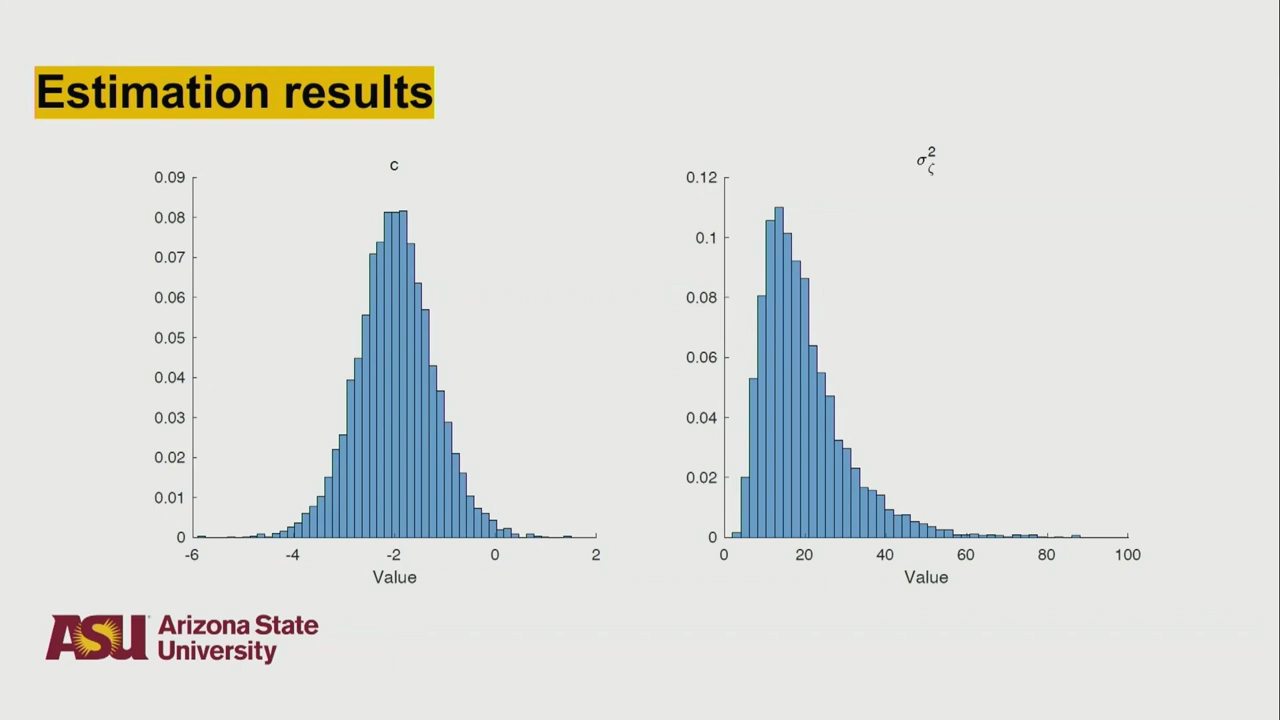 Estimation results
c
0.09
0.08
0.07
0.06
0.05
0.04
0.03
0.02
0.01
0
-6 -4 -2 0 2
Value
σ²_ζ
0.12
0.1
0.08
0.06
0.04
0.02
0
0 20 40 60 80 100
Value
ASU Arizona State
University